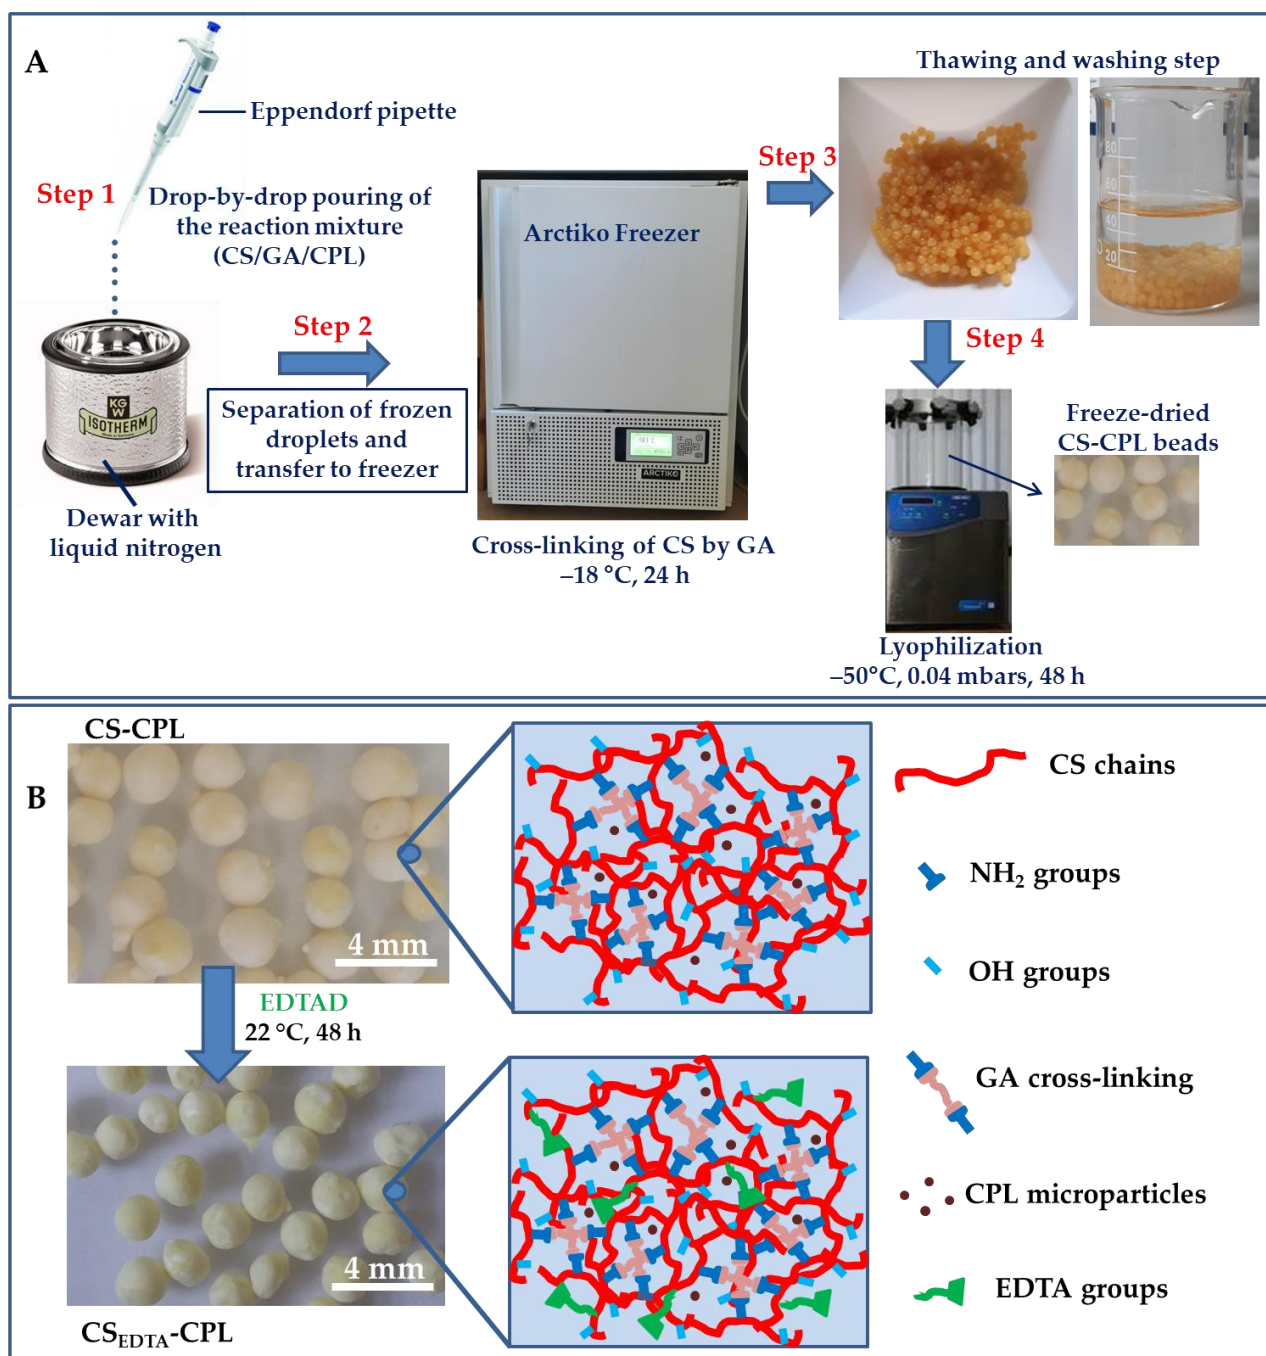 A
Eppendorf pipette
Step 1
Drop-by-drop pouring of
the reaction mixture
(CS/GA/CPL)
KG
W
ISOTHERM
Dewar with
liquid nitrogen
Step 2
Separation of frozen
droplets and
transfer to freezer
Arctiko Freezer
ARCTIKO
Cross-linking of CS by GA
–18 °C, 24 h
Step 3
Thawing and washing step
80
60
40
20
Step 4
Freeze-dried
CS-CPL beads
Lyophilization
–50°C, 0.04 mbars, 48 h
B
CS-CPL
4 mm
EDTAD
22 °C, 48 h
4 mm
CS_EDTA-CPL
CS chains
NH₂ groups
OH groups
GA cross-linking
CPL microparticles
EDTA groups